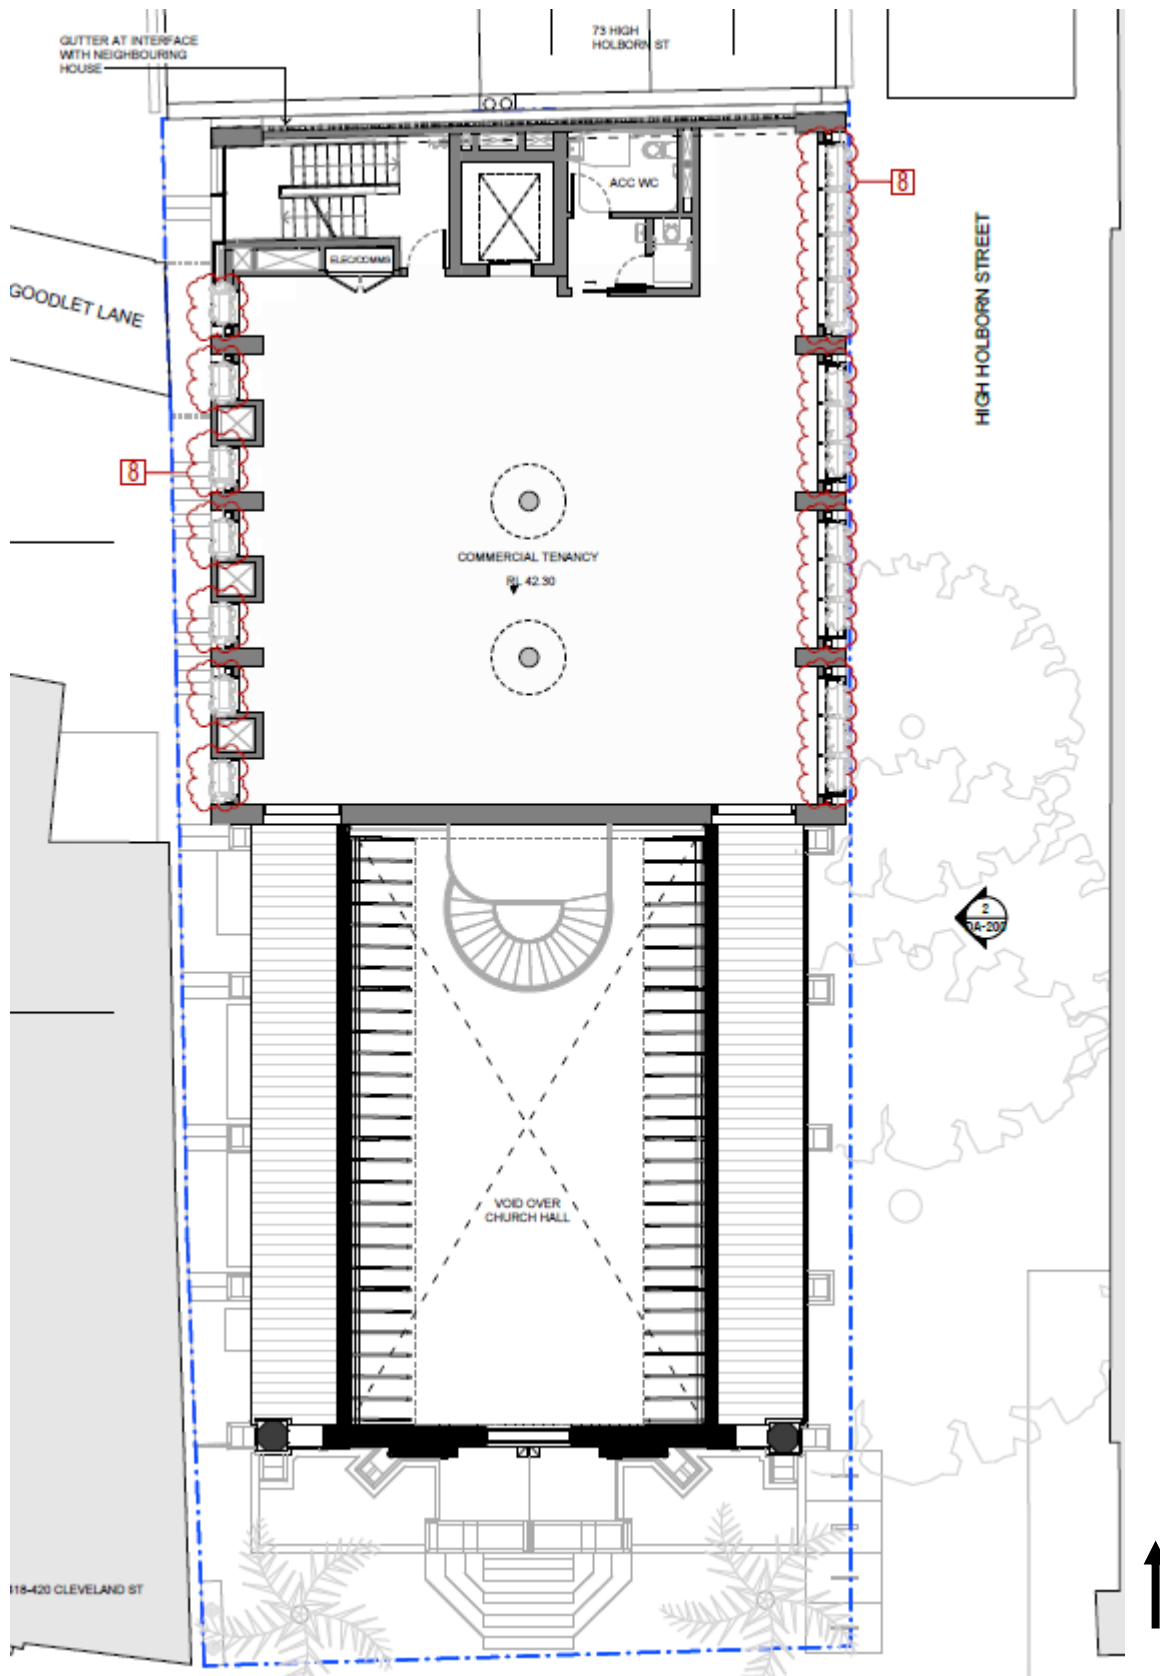 GUTTER AT INTERFACE
WITH NEIGHBOURING
HOUSE
73 HIGH
HOLBORN ST
8
ACC WC
ELEC/COMMS
GOODLET LANE
HIGH HOLBORN STREET
8
COMMERCIAL TENANCY
RL 42.30
2
DA-200
VOID OVER
CHURCH HALL
418-420 CLEVELAND ST